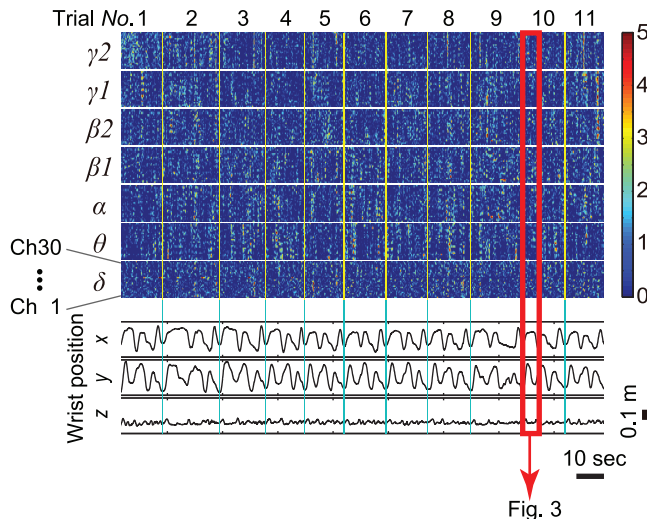 Trial No. 1 2 3 4 5 6 7 8 9 10 11
γ2
γ1
β2
β1
α
θ
δ
Ch30
Ch 1
5
4
3
2
1
0
Wrist position
x
y
z
0.1 m
10 sec
Fig. 3